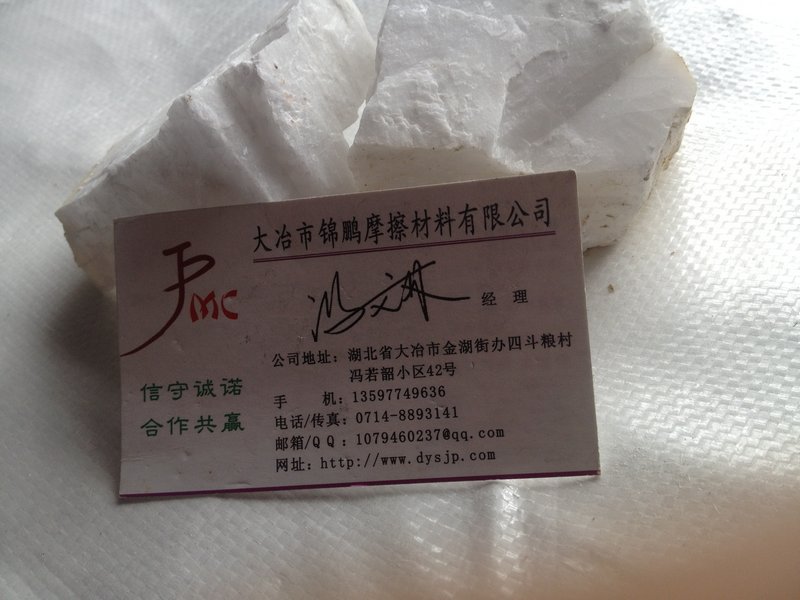 大冶市锦鹏摩擦材料有限公司
JPMC
冯文琳 经 理
公司地址：湖北省大冶市金湖街办四斗粮村
冯若韶小区42号
手 机：13597749636
电话/传真：0714-8893141
邮箱/QQ：1079460237@qq.com
网址：http://www.dysjp.com
信守诚诺
合作共赢